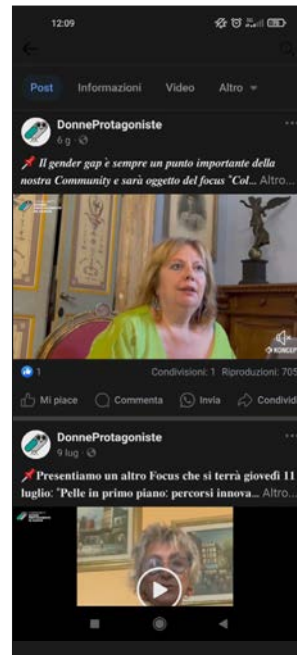 12:09
Post Informazioni Video Altro
DonneProtagoniste
6 g
📌 Il gender gap è sempre un punto importante della
nostra Community e sarà oggetto del focus "Col... Altro...
KONCEPT
1 Condivisioni: 1 Riproduzioni: 705
Mi piace Commenta Invia Condividi
DonneProtagoniste
9 lug
📌Presentiamo un altro Focus che si terrà giovedì 11
luglio: "Pelle in primo piano: percorsi innova... Altro...